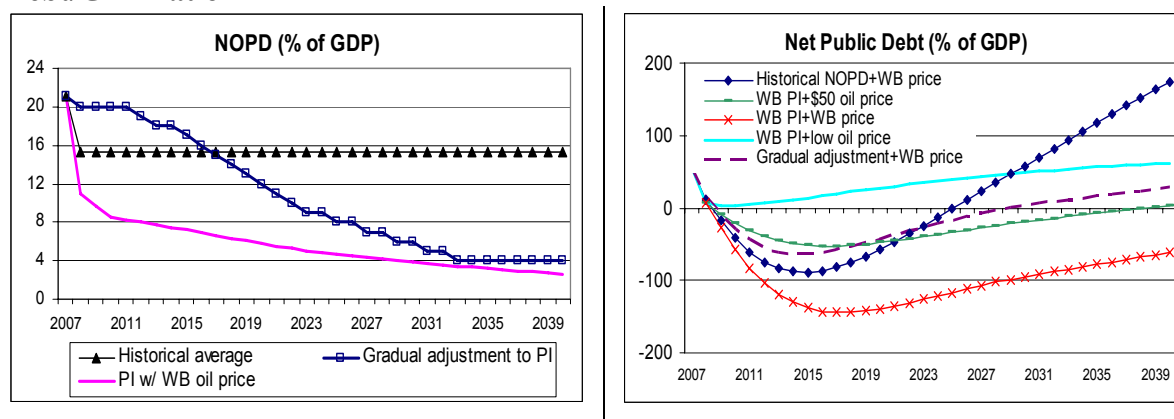 NOPD (% of GDP)
24
20
16
12
8
4
0
2007 2011 2015 2019 2023 2027 2031 2035 2039
Historical average
Gradual adjustment to PI
PI w/ WB oil price
Net Public Debt (% of GDP)
200
100
0
-100
-200
Historical NOPD+WB price
WB PI+$50 oil price
WB PI+WB price
WB PI+low oil price
Gradual adjustment+WB price
2007 2011 2015 2019 2023 2027 2031 2035 2039